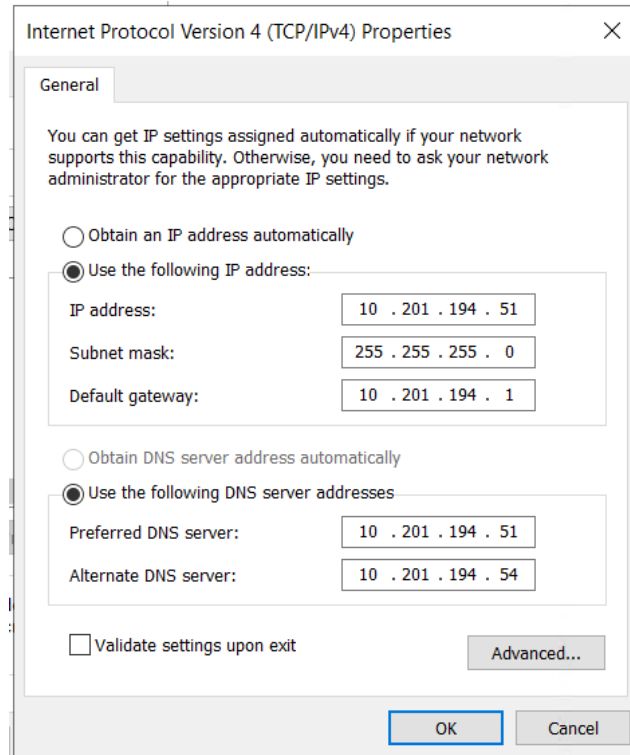 Internet Protocol Version 4 (TCP/IPv4) Properties
General
You can get IP settings assigned automatically if your network
supports this capability. Otherwise, you need to ask your network
administrator for the appropriate IP settings.
Obtain an IP address automatically
Use the following IP address:
IP address: 10 . 201 . 194 . 51
Subnet mask: 255 . 255 . 255 . 0
Default gateway: 10 . 201 . 194 . 1
Obtain DNS server address automatically
Use the following DNS server addresses
Preferred DNS server: 10 . 201 . 194 . 51
Alternate DNS server: 10 . 201 . 194 . 54
Validate settings upon exit
Advanced...
OK Cancel